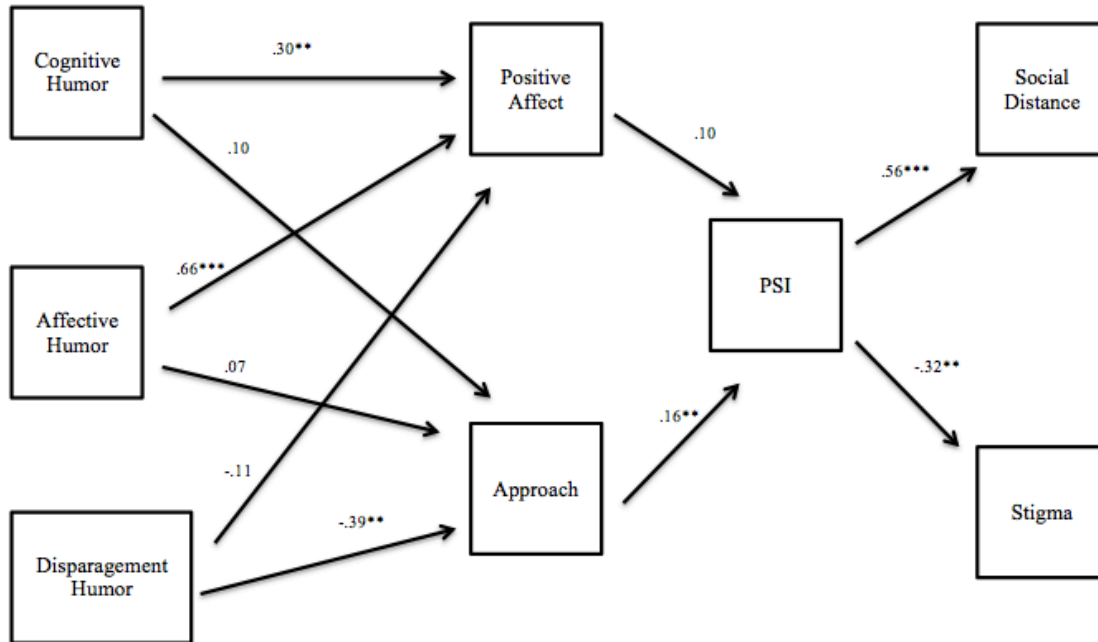 Cognitive
Humor
.30**
Positive
Affect
Social
Distance
.10
.10
.56***
.66***
PSI
Affective
Humor
.07
-.32**
.16**
-.11
Approach
Stigma
-.39**
Disparagement
Humor